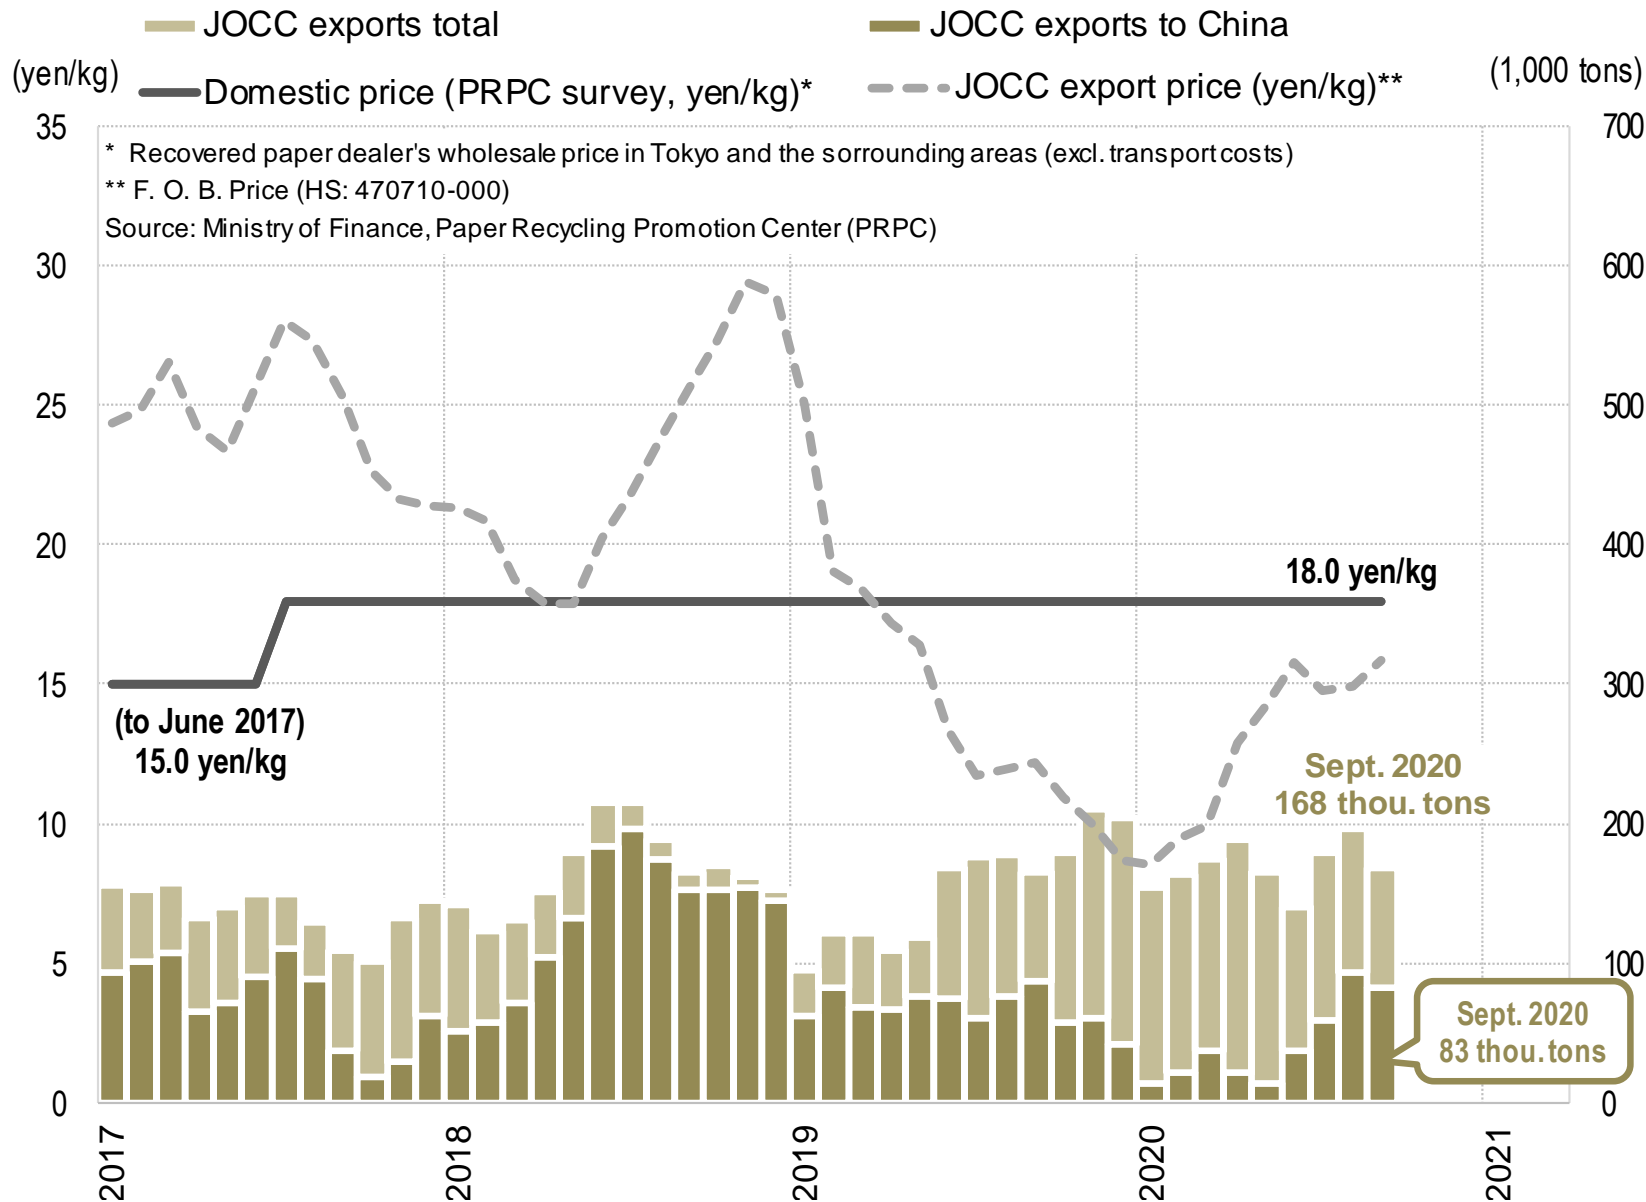 JOCC exports total
JOCC exports to China
(yen/kg)
Domestic price (PRPC survey, yen/kg)*
JOCC export price (yen/kg)**
(1,000 tons)
* Recovered paper dealer's wholesale price in Tokyo and the sorrounding areas (excl. transport costs)
** F. O. B. Price (HS: 470710-000)
Source: Ministry of Finance, Paper Recycling Promotion Center (PRPC)
35
30
25
20
15
10
5
0
700
600
500
400
300
200
100
0
18.0 yen/kg
(to June 2017)
15.0 yen/kg
Sept. 2020
168 thou. tons
Sept. 2020
83 thou. tons
2017
2018
2019
2020
2021